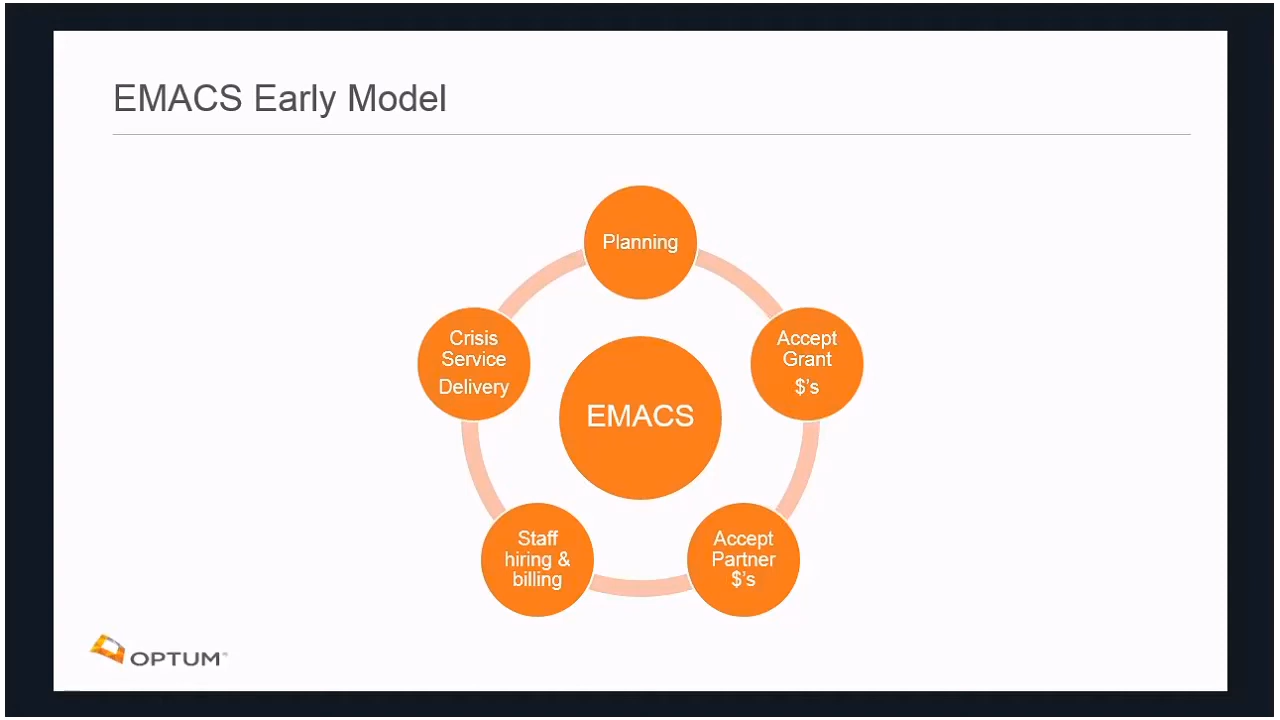 EMACS Early Model
Planning
Accept
Grant
$’s
Accept
Partner
$’s
Staff
hiring &
billing
Crisis
Service
Delivery
EMACS
OPTUM®